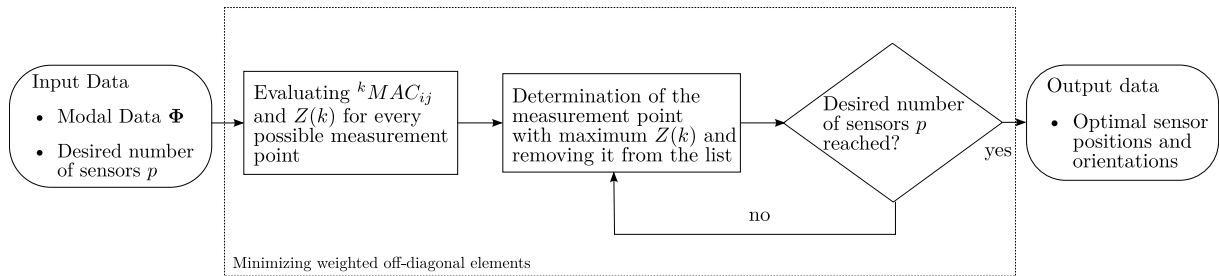 Input Data
• Modal Data Φ
• Desired number
of sensors p
Evaluating ᵏMACᵢⱼ
and Z(k) for every
possible measurement
point
Determination of the
measurement point
with maximum Z(k) and
removing it from the list
Desired number
of sensors p
reached?
yes
no
Output data
• Optimal sensor
positions and
orientations
Minimizing weighted off-diagonal elements